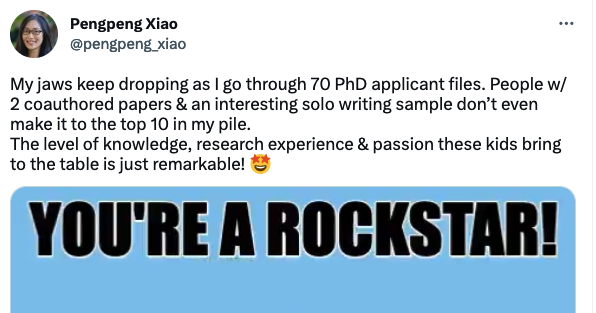 Pengpeng Xiao
@pengpeng_xiao
My jaws keep dropping as I go through 70 PhD applicant files. People w/
2 coauthored papers & an interesting solo writing sample don’t even
make it to the top 10 in my pile.
The level of knowledge, research experience & passion these kids bring
to the table is just remarkable! 🤩
YOU'RE A ROCKSTAR!